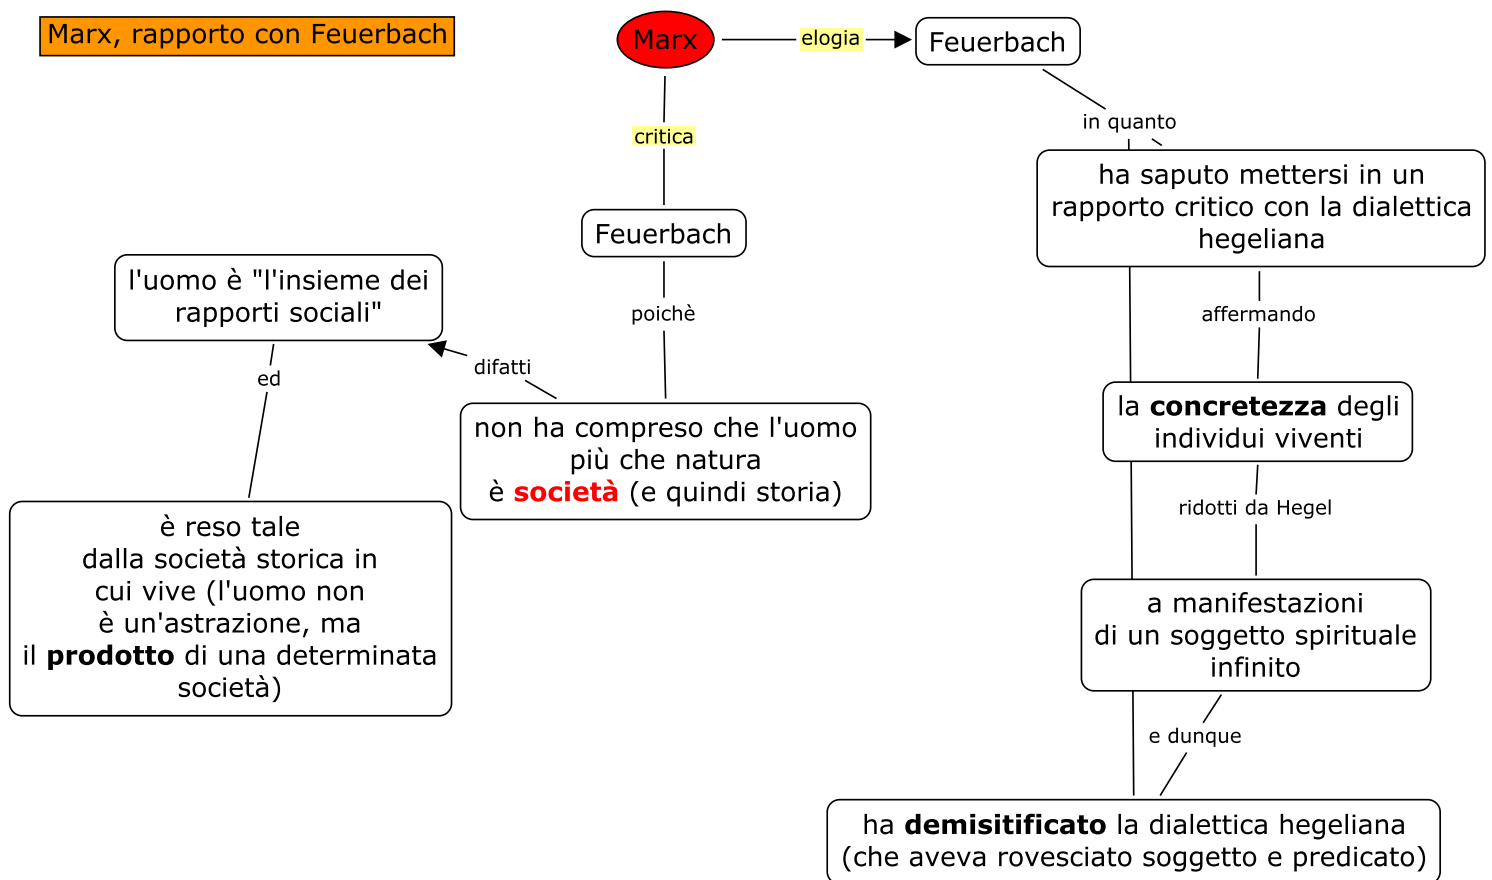 Marx, rapporto con Feuerbach
Marx
elogia
Feuerbach
in quanto
ha saputo mettersi in un
rapporto critico con la dialettica
hegeliana
affermando
la concretezza degli
individui viventi
ridotti da Hegel
a manifestazioni
di un soggetto spirituale
infinito
e dunque
ha demisitificato la dialettica hegeliana
(che aveva rovesciato soggetto e predicato)
critica
Feuerbach
poichè
non ha compreso che l'uomo
più che natura
è società (e quindi storia)
difatti
l'uomo è "l'insieme dei
rapporti sociali"
ed
è reso tale
dalla società storica in
cui vive (l'uomo non
è un'astrazione, ma
il prodotto di una determinata
società)